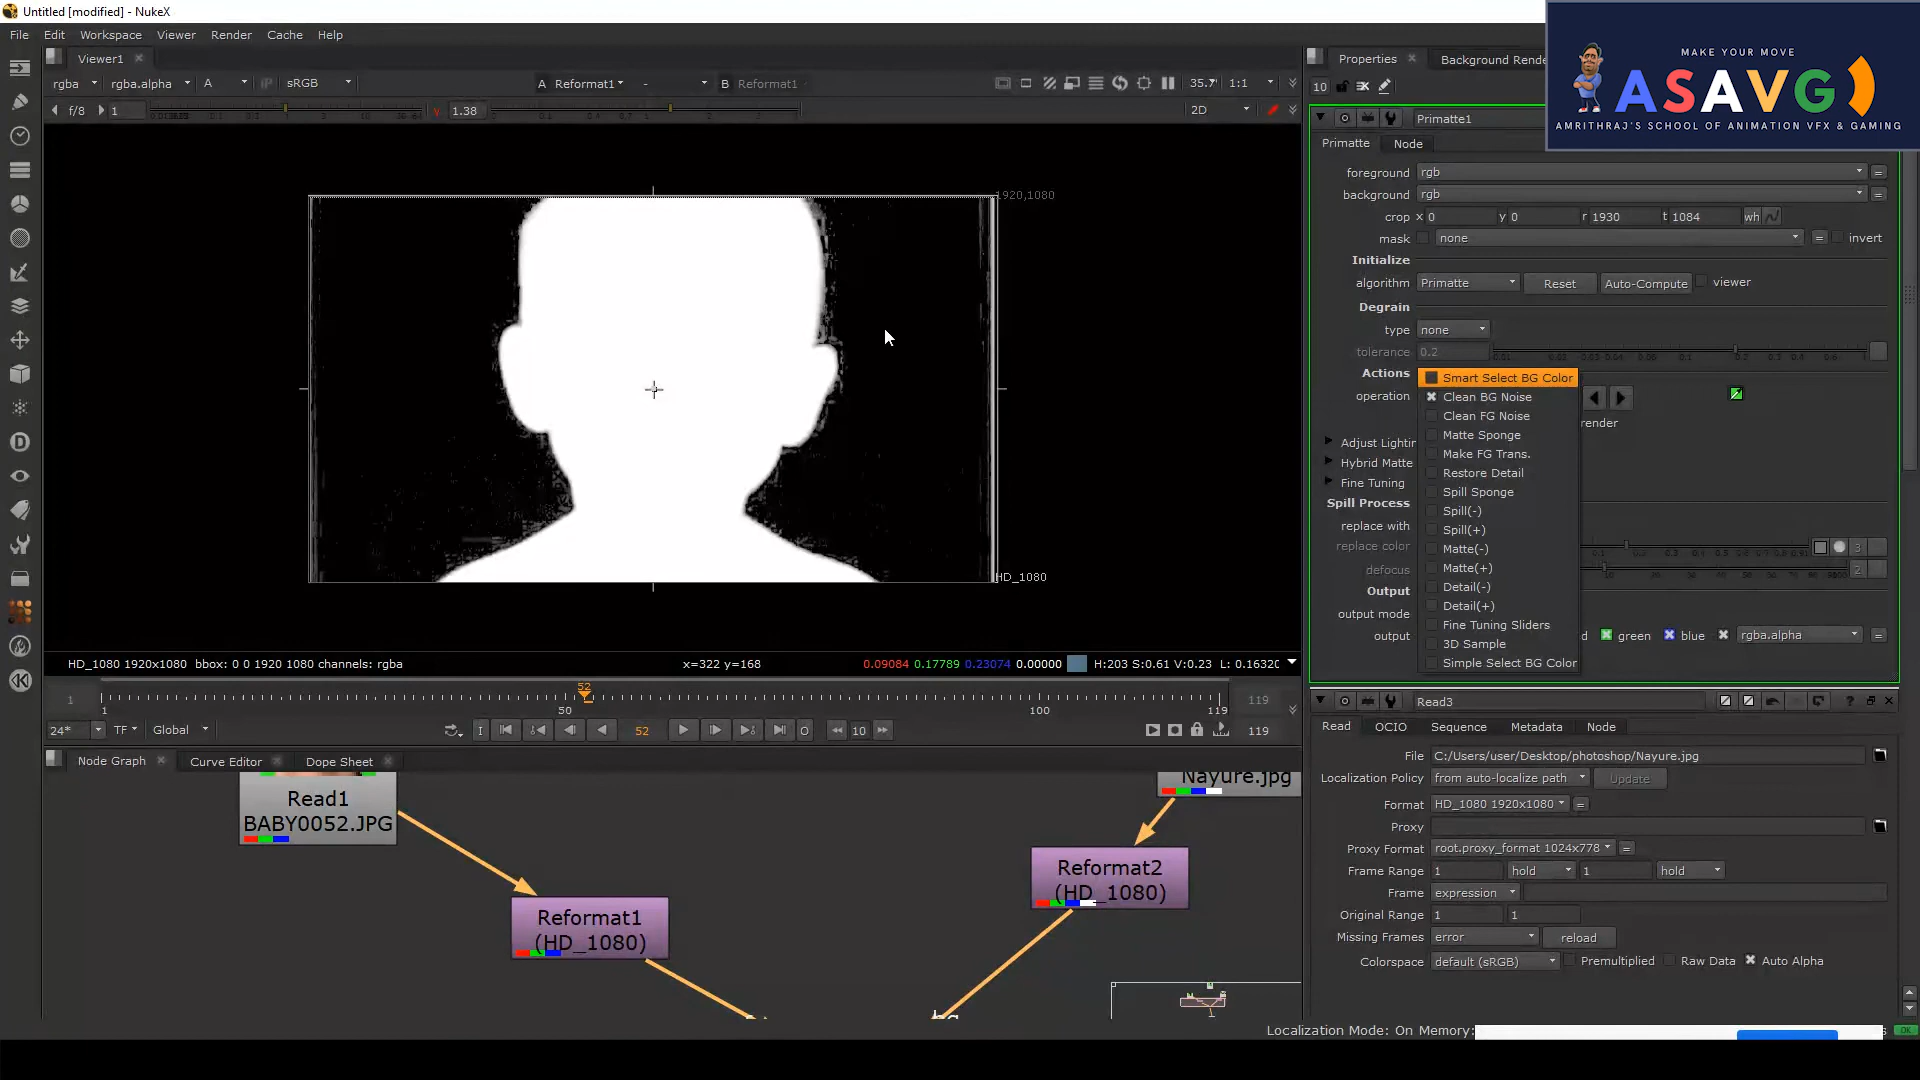 Untitled [modified] - NukeX
File Edit Workspace Viewer Render Cache Help
Viewer1
rgba rgba.alpha A IP sRGB A Reformat1 - B Reformat1 35.7 1:1
f/8 1 γ 1.38 2D
1920,1080
HD_1080
HD_1080 1920x1080 bbox: 0 0 1920 1080 channels: rgba x=322 y=168 0.09084 0.17789 0.23074 0.00000 H:203 S:0.61 V:0.23 L: 0.16320
1 52 119
1 50 100 119
24* TF Global I 52 O 10 119
Node Graph Curve Editor Dope Sheet
Read1
BABY0052.JPG
Nayure.jpg
Reformat1
(HD_1080)
Reformat2
(HD_1080)
bg
Properties Background Rende
10
MAKE YOUR MOVE
ASAVG
AMRITHRAJ'S SCHOOL OF ANIMATION VFX & GAMING
Primatte1
Primatte Node
foreground rgb =
background rgb =
crop x 0 y 0 r 1930 t 1084 wh
mask none = invert
Initialize
algorithm Primatte Reset Auto-Compute viewer
Degrain
type none
tolerance 0.2
Actions
operation
render
Smart Select BG Color
Clean BG Noise
Clean FG Noise
Matte Sponge
Make FG Trans.
Restore Detail
Spill Sponge
Spill(-)
Spill(+)
Matte(-)
Matte(+)
Detail(-)
Detail(+)
Fine Tuning Sliders
3D Sample
Simple Select BG Color
Adjust Lightin
Hybrid Matte
Fine Tuning
Spill Process
replace with
replace color 3
defocus 2
Output
output mode
output d green blue rgba.alpha =
Read3
Read OCIO Sequence Metadata Node
File C:/Users/user/Desktop/photoshop/Nayure.jpg
Localization Policy from auto-localize path Update
Format HD_1080 1920x1080 =
Proxy
Proxy Format root.proxy_format 1024x778 =
Frame Range 1 hold 1 hold
Frame expression
Original Range 1 1
Missing Frames error reload
Colorspace default (sRGB) Premultiplied Raw Data Auto Alpha
Localization Mode: On Memory:
OK